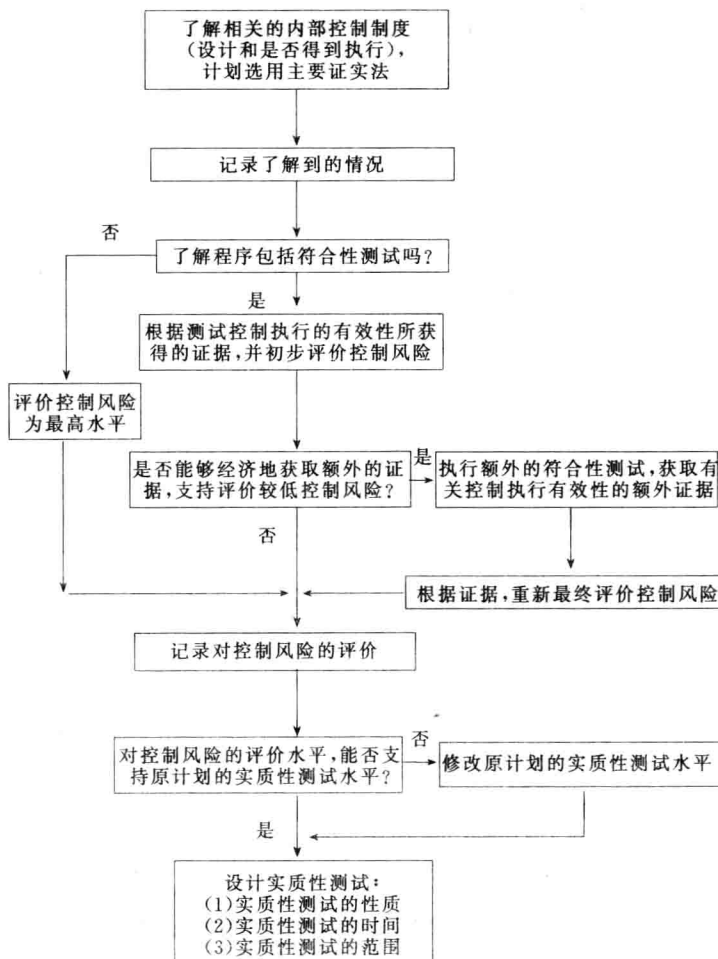 了解相关的内部控制制度
(设计和是否得到执行),
计划选用主要证实法
记录了解到的情况
否
了解程序包括符合性测试吗?
是
根据测试控制执行的有效性所获
得的证据,并初步评价控制风险
评价控制风险
为最高水平
是否能够经济地获取额外的证
据,支持评价较低控制风险?
是
执行额外的符合性测试,获取有
关控制执行有效性的额外证据
否
根据证据,重新最终评价控制风险
记录对控制风险的评价
对控制风险的评价水平,能否支
持原计划的实质性测试水平?
否
修改原计划的实质性测试水平
是
设计实质性测试:
(1)实质性测试的性质
(2)实质性测试的时间
(3)实质性测试的范围